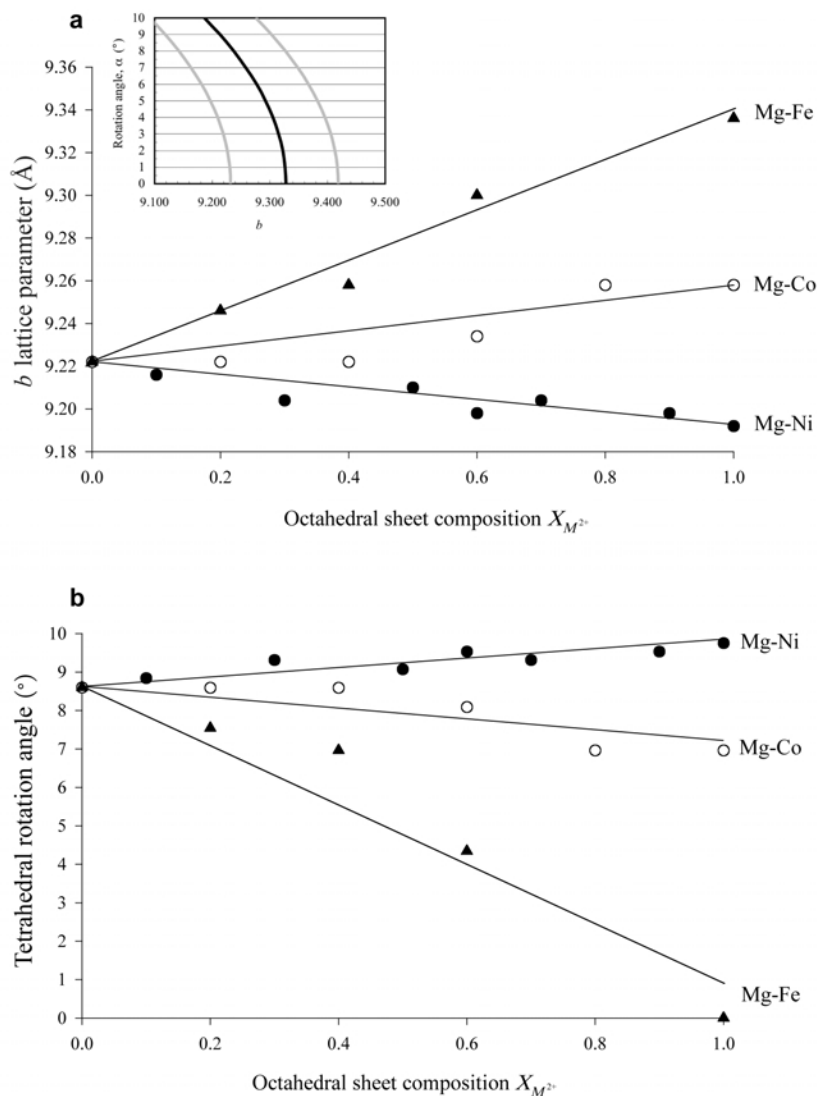 a
10
9
8
7
6
5
4
3
2
1
0
Rotation angle, α (°)
9.100 9.200 9.300 9.400 9.500
b
9.36
9.34
9.32
9.30
9.28
9.26
9.24
9.22
9.20
9.18
b lattice parameter (Å)
Mg-Fe
Mg-Co
Mg-Ni
0.0 0.2 0.4 0.6 0.8 1.0
Octahedral sheet composition X_{M²⁺}
b
10
9
8
7
6
5
4
3
2
1
0
Tetrahedral rotation angle (°)
Mg-Ni
Mg-Co
Mg-Fe
0.0 0.2 0.4 0.6 0.8 1.0
Octahedral sheet composition X_{M²⁺}